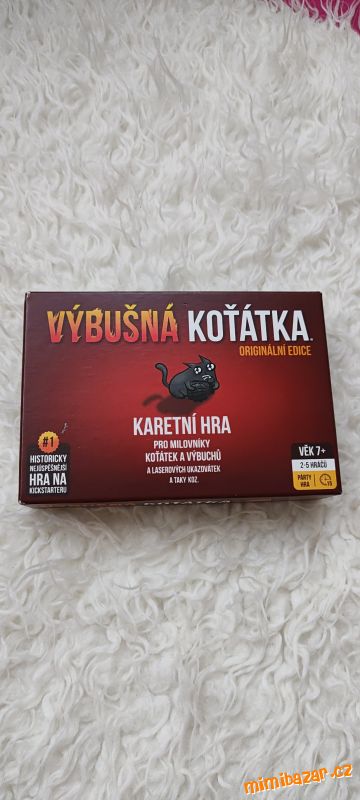 VÝBUŠNÁ KOŤÁTKA
ORIGINÁLNÍ EDICE
KARETNÍ HRA
PRO MILOVNÍKY
KOŤÁTEK A VÝBUCHŮ
A LASEROVÝCH UKAZOVÁTEK
A TAKY KOZ.
#1
HISTORICKY
NEJÚSPĚŠNĚJŠÍ
HRA NA
KICKSTARTERU
VĚK 7+
2-5 HRÁČŮ
PÁRTY
HRA
mimibazar.cz